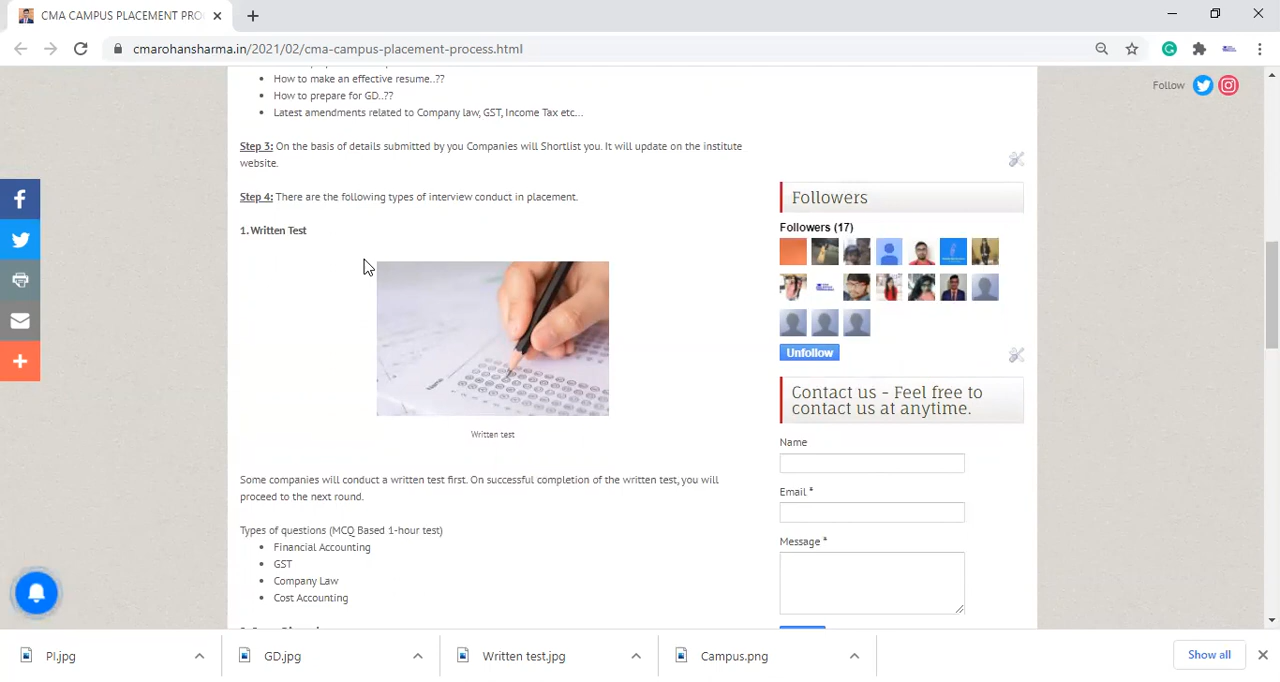 CMA CAMPUS PLACEMENT PRO
cmarohansharma.in/2021/02/cma-campus-placement-process.html
How to make an effective resume..??
How to prepare for GD..??
Latest amendments related to Company law, GST, Income Tax etc...
Step 3: On the basis of details submitted by you Companies will Shortlist you. It will update on the institute
website.
Step 4: There are the following types of interview conduct in placement.
1. Written Test
Written test
Some companies will conduct a written test first. On successful completion of the written test, you will
proceed to the next round.
Types of questions (MCQ Based 1-hour test)
Financial Accounting
GST
Company Law
Cost Accounting
Follow
Followers
Followers (17)
Unfollow
Contact us - Feel free to
contact us at anytime.
Name
Email *
Message *
PI.jpg
GD.jpg
Written test.jpg
Campus.png
Show all